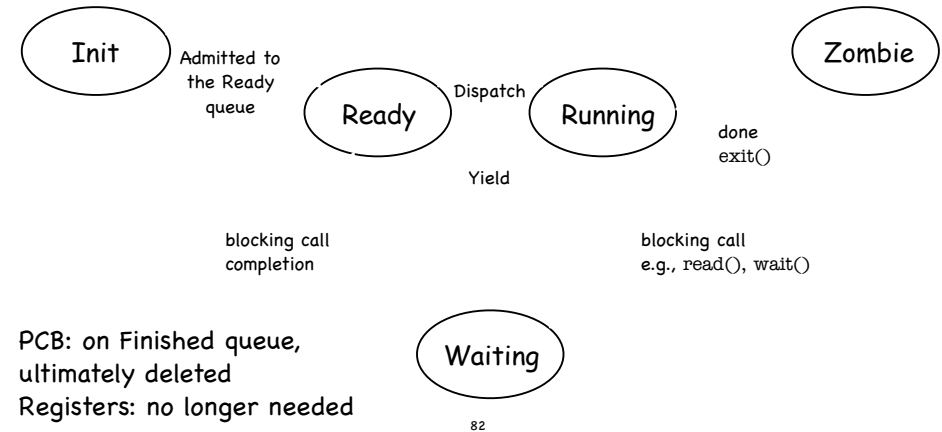 Init
Admitted to
the Ready
queue
Ready
Dispatch
Running
Zombie
done
exit()
Yield
blocking call
completion
blocking call
e.g., read(), wait()
Waiting
PCB: on Finished queue,
ultimately deleted
Registers: no longer needed
82